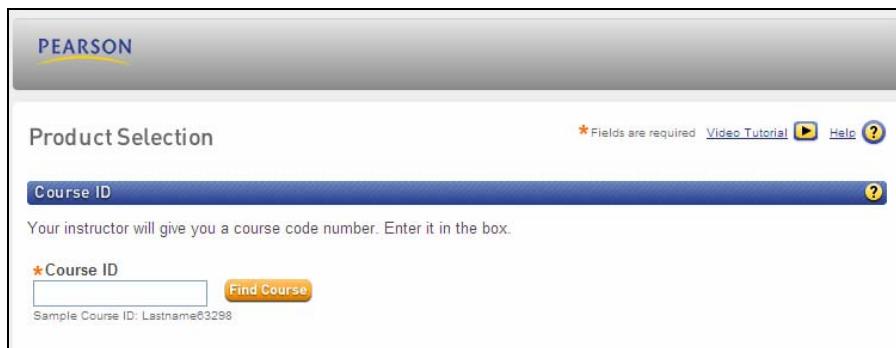 PEARSON
Product Selection
*Fields are required Video Tutorial Help ?
Course ID ?
Your instructor will give you a course code number. Enter it in the box.
*Course ID
Find Course
Sample Course ID: Lastname63298